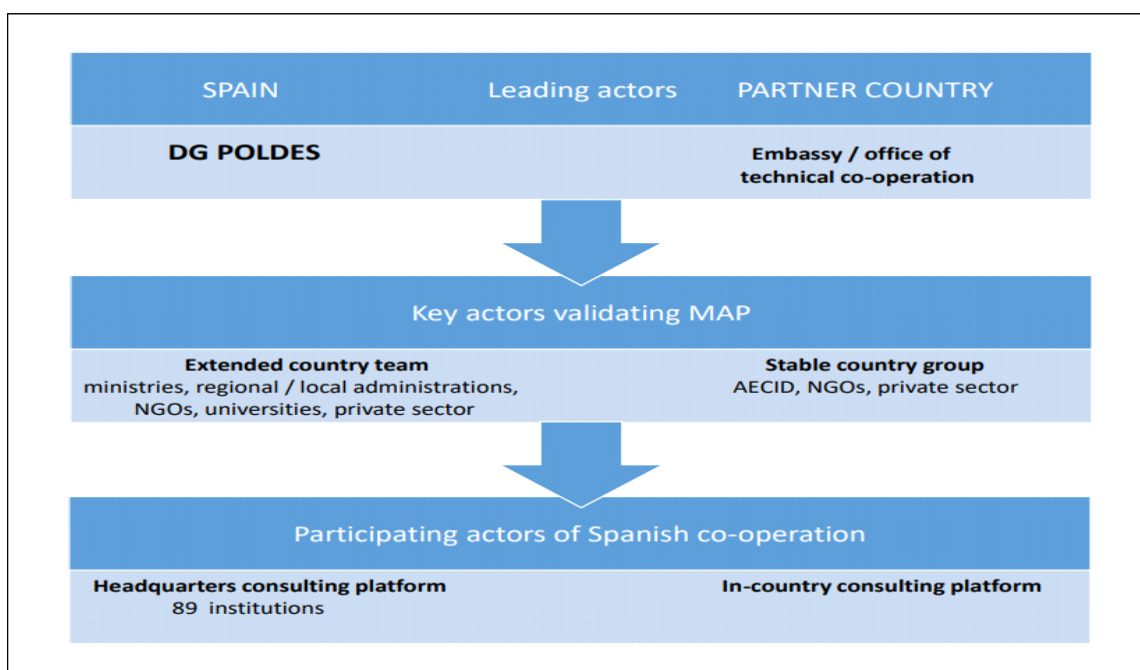 SPAIN Leading actors PARTNER COUNTRY
DG POLDES
Embassy / office of
technical co-operation
Key actors validating MAP
Extended country team
ministries, regional / local administrations,
NGOs, universities, private sector
Stable country group
AECID, NGOs, private sector
Participating actors of Spanish co-operation
Headquarters consulting platform
89 institutions
In-country consulting platform